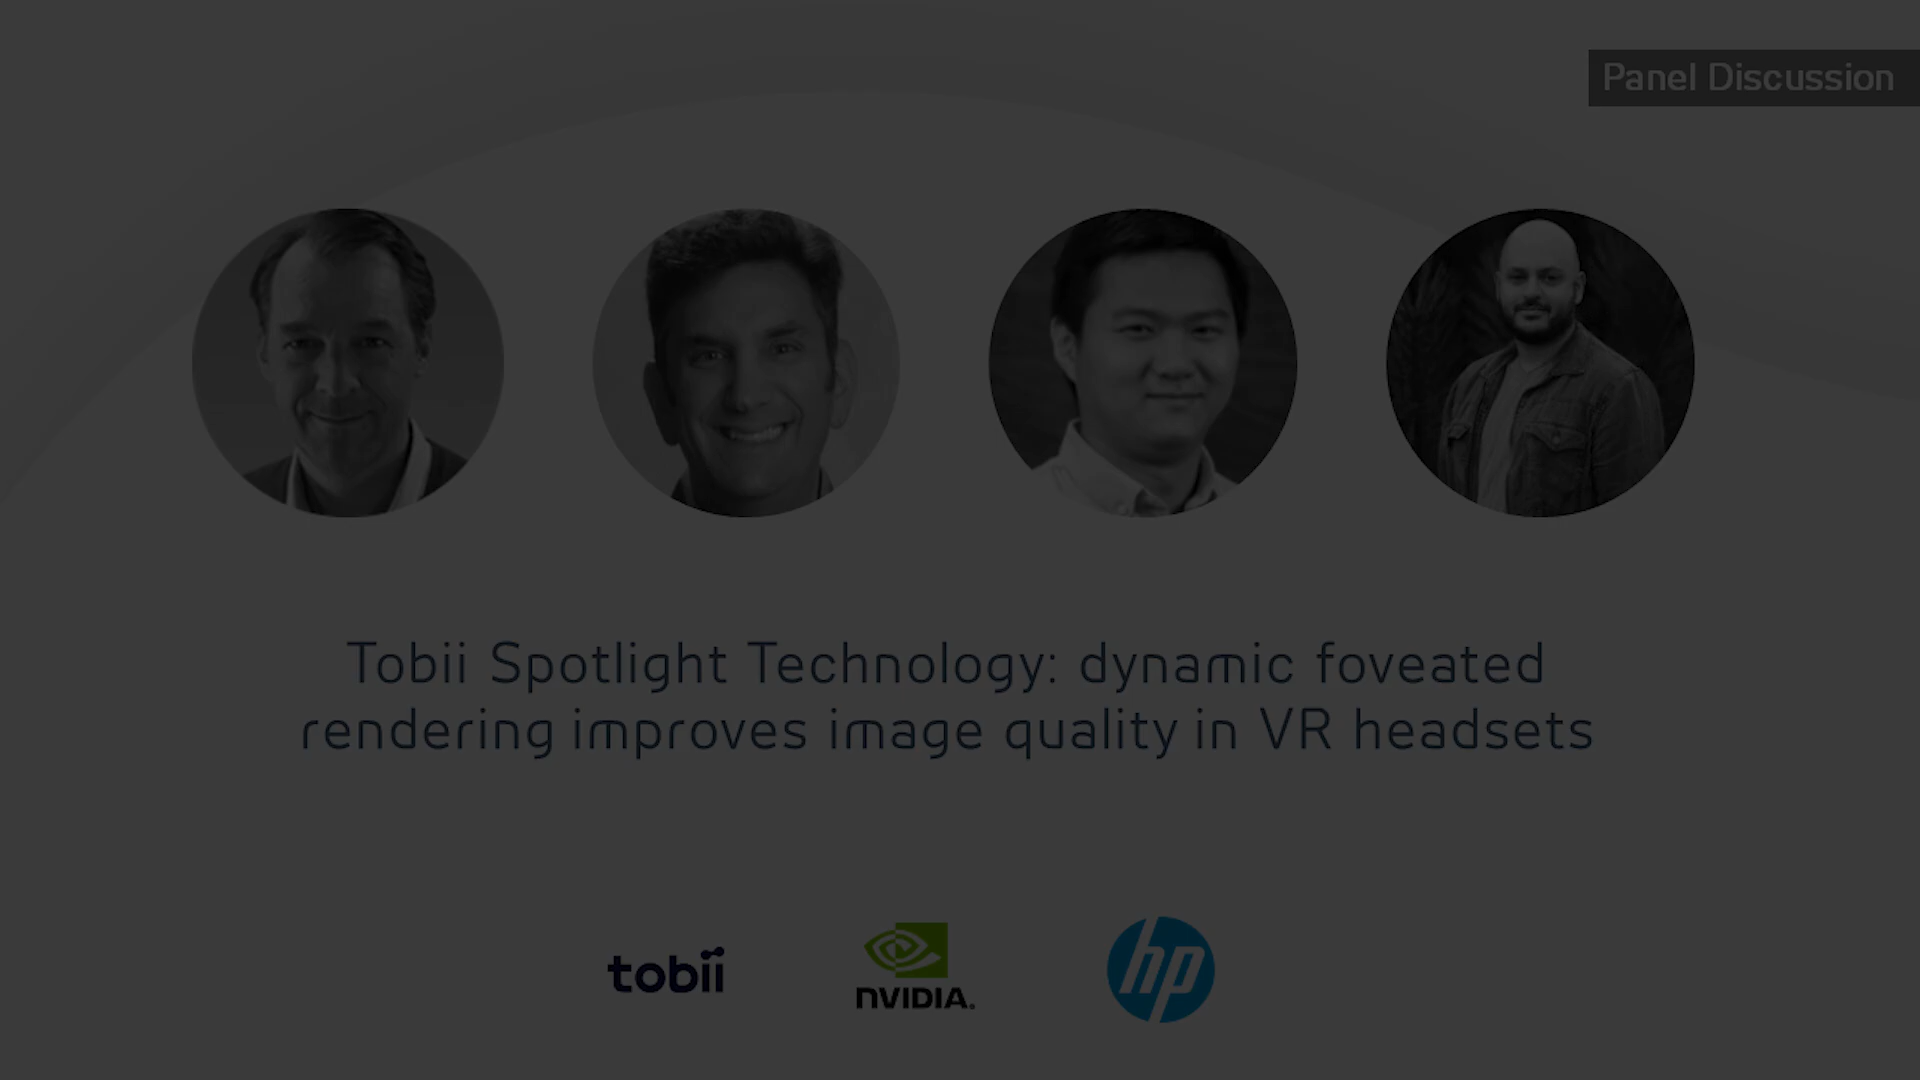 Panel Discussion
Tobii Spotlight Technology: dynamic foveated
rendering improves image quality in VR headsets
tobii
NVIDIA.
hp